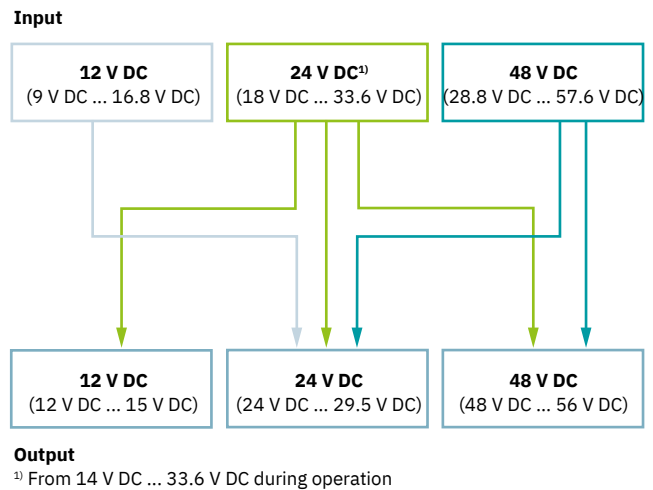 Input
12 V DC
(9 V DC ... 16.8 V DC)
24 V DC¹⁾
(18 V DC ... 33.6 V DC)
48 V DC
(28.8 V DC ... 57.6 V DC)
12 V DC
(12 V DC ... 15 V DC)
24 V DC
(24 V DC ... 29.5 V DC)
48 V DC
(48 V DC ... 56 V DC)
Output
¹⁾ From 14 V DC ... 33.6 V DC during operation